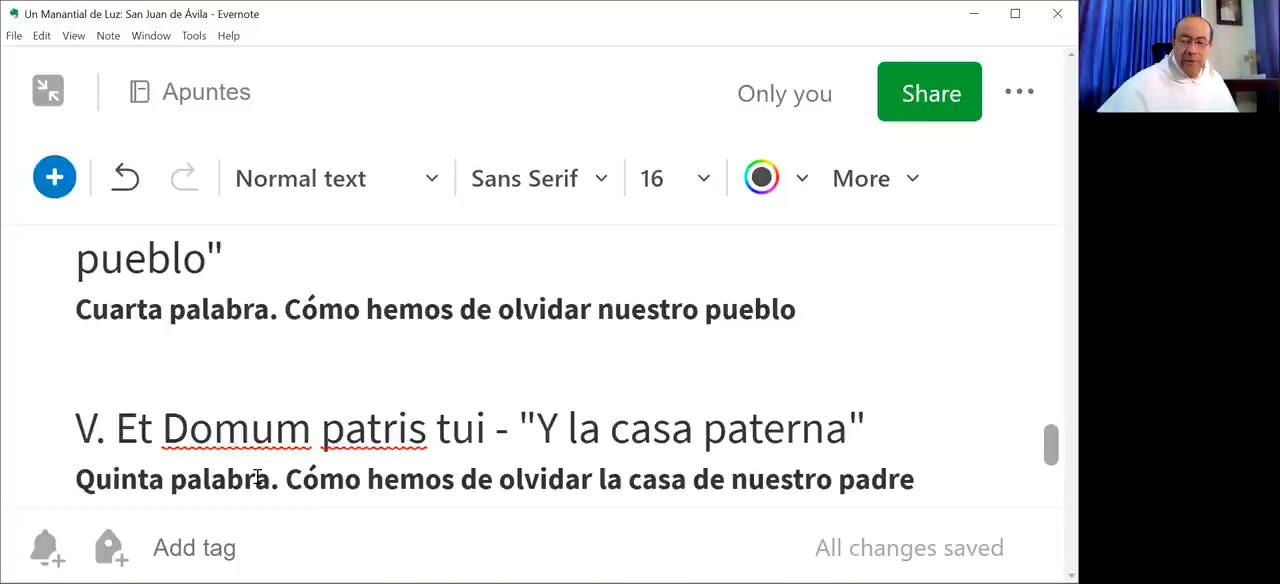 Un Manantial de Luz: San Juan de Ávila - Evernote
File Edit View Note Window Tools Help
Apuntes
Only you
Share
Normal text
Sans Serif
16
More
pueblo"
Cuarta palabra. Cómo hemos de olvidar nuestro pueblo
V. Et Domum patris tui - "Y la casa paterna"
Quinta palabra. Cómo hemos de olvidar la casa de nuestro padre
Add tag
All changes saved